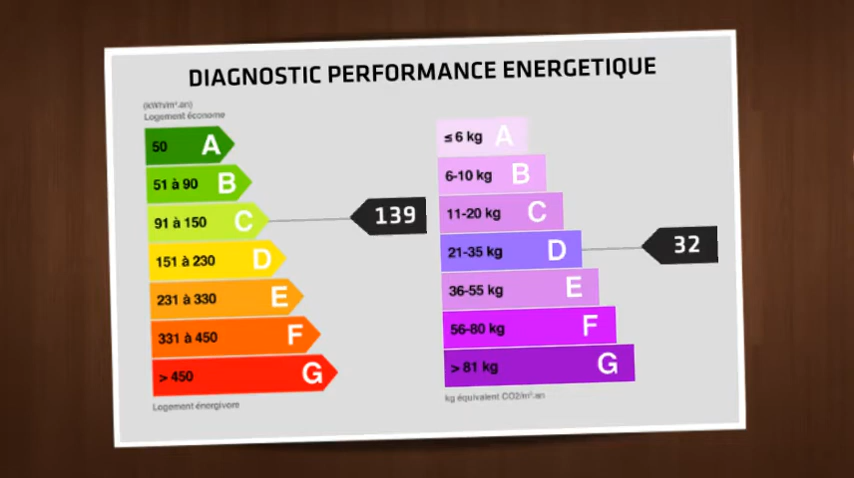 DIAGNOSTIC PERFORMANCE ENERGETIQUE
(kWh/m².an)
Logement économe
50 A
51 à 90 B
91 à 150 C
139
151 à 230 D
231 à 330 E
331 à 450 F
> 450 G
Logement énergivore
≤ 6 kg A
6-10 kg B
11-20 kg C
21-35 kg D
32
36-55 kg E
56-80 kg F
> 81 kg G
kg équivalent CO2/m².an